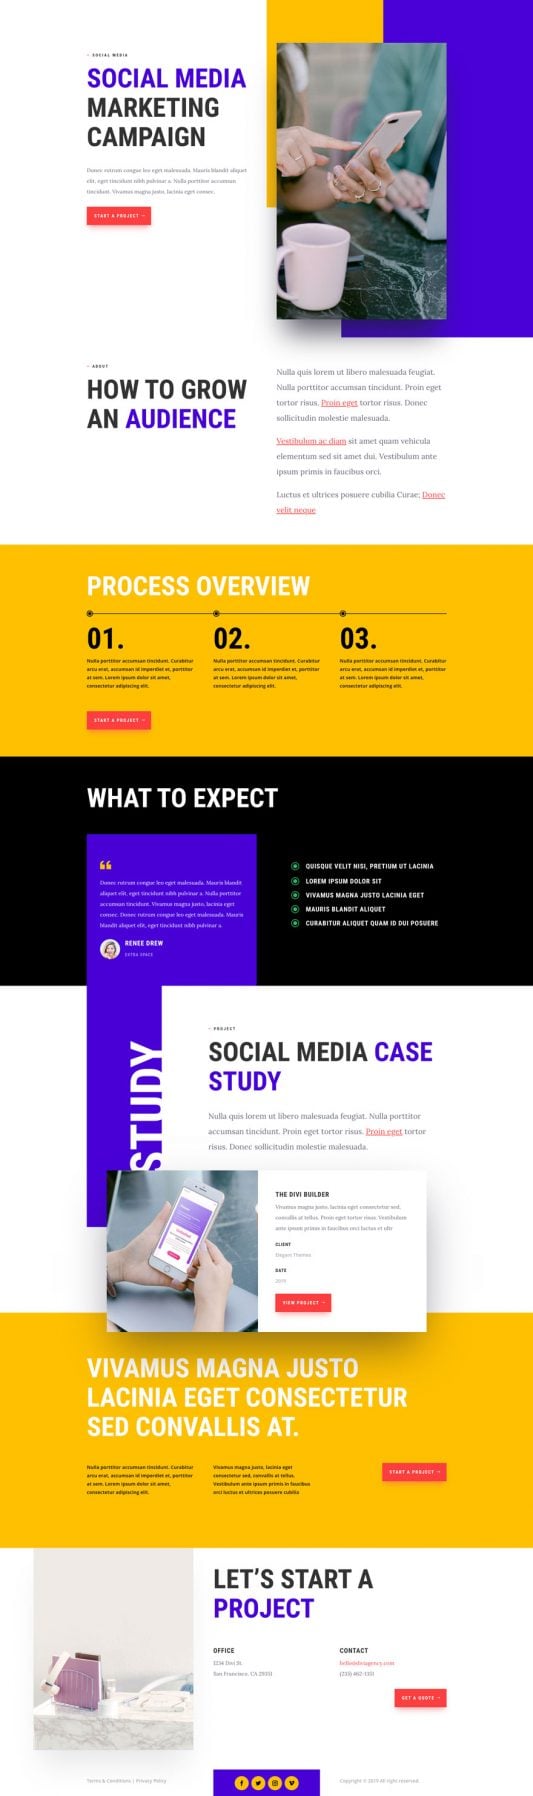 - SOCIAL MEDIA
SOCIAL MEDIA
MARKETING
CAMPAIGN
Donec rutrum congue leo eget malesuada. Mauris blandit aliquet
elit, eget tincidunt nibh pulvinar a. Nulla porttitor accumsan
tincidunt. Vivamus magna justo, lacinia eget consec.
START A PROJECT →
- ABOUT
HOW TO GROW
AN AUDIENCE
Nulla quis lorem ut libero malesuada feugiat.
Nulla porttitor accumsan tincidunt. Proin eget
tortor risus. Proin eget tortor risus. Donec
sollicitudin molestie malesuada.
Vestibulum ac diam sit amet quam vehicula
elementum sed sit amet dui. Vestibulum ante
ipsum primis in faucibus orci.
Luctus et ultrices posuere cubilia Curae; Donec
velit neque
PROCESS OVERVIEW
01.
Nulla porttitor accumsan tincidunt. Curabitur
arcu erat, accumsan id imperdiet et, porttitor
at sem. Lorem ipsum dolor sit amet,
consectetur adipiscing elit.
02.
Nulla porttitor accumsan tincidunt. Curabitur
arcu erat, accumsan id imperdiet et, porttitor
at sem. Lorem ipsum dolor sit amet,
consectetur adipiscing elit.
03.
Nulla porttitor accumsan tincidunt. Curabitur
arcu erat, accumsan id imperdiet et, porttitor
at sem. Lorem ipsum dolor sit amet,
consectetur adipiscing elit.
START A PROJECT →
WHAT TO EXPECT
“
Donec rutrum congue leo eget malesuada. Mauris blandit
aliquet elit, eget tincidunt nibh pulvinar a. Nulla porttitor
accumsan tincidunt. Vivamus magna justo, lacinia eget
consec. Donec rutrum congue leo eget malesuada. Mauris
blandit aliquet elit, eget tincidunt nibh pulvinar a.
RENEE DREW
EXTRA SPACE
QUISQUE VELIT NISI, PRETIUM UT LACINIA
LOREM IPSUM DOLOR SIT
VIVAMUS MAGNA JUSTO LACINIA EGET
MAURIS BLANDIT ALIQUET
CURABITUR ALIQUET QUAM ID DUI POSUERE
STUDY
- PROJECT
SOCIAL MEDIA CASE
STUDY
Nulla quis lorem ut libero malesuada feugiat. Nulla porttitor
accumsan tincidunt. Proin eget tortor risus. Proin eget tortor
risus. Donec sollicitudin molestie malesuada.
THE DIVI BUILDER
Vivamus magna justo, lacinia eget consectetur sed,
convallis at tellus. Proin eget tortor risus. Vestibulum
ante ipsum primis in faucibus orci luctus et ultr
CLIENT
Elegant Themes
DATE
2019
VIEW PROJECT →
VIVAMUS MAGNA JUSTO
LACINIA EGET CONSECTETUR
SED CONVALLIS AT.
Nulla porttitor accumsan tincidunt. Curabitur
arcu erat, accumsan id imperdiet et, porttitor
at sem. Lorem ipsum dolor sit amet,
consectetur adipiscing elit.
Vivamus magna justo, lacinia eget
consectetur sed, convallis at tellus.
Vestibulum ante ipsum primis in faucibus
orci luctus et ultrices posuere cubilia
START A PROJECT →
LET’S START A
PROJECT
OFFICE
1234 Divi St.
San Francisco, CA 29351
CONTACT
hello@divi​agency.com
(235) 462-1351
GET A QUOTE →
Terms & Conditions | Privacy Policy
Copyright © 2019 All right reserved.